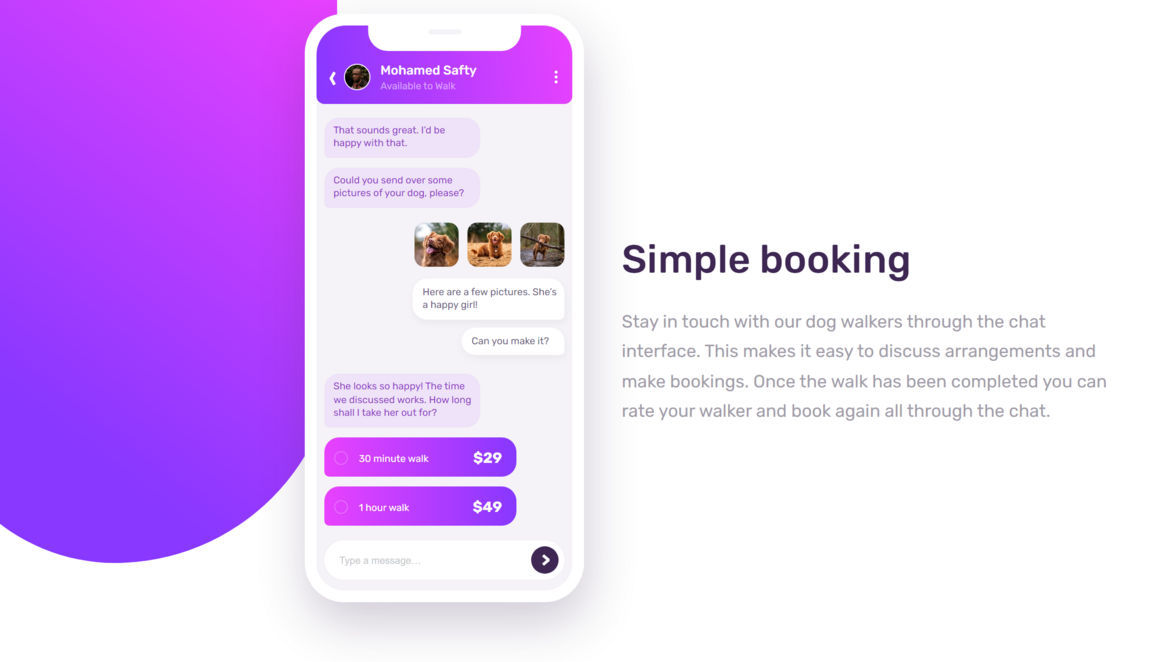 Mohamed Safty
Available to Walk
That sounds great. I'd be
happy with that.
Could you send over some
pictures of your dog, please?
Here are a few pictures. She's
a happy girl!
Can you make it?
She looks so happy! The time
we discussed works. How long
shall I take her out for?
30 minute walk $29
1 hour walk $49
Type a message...
Simple booking
Stay in touch with our dog walkers through the chat
interface. This makes it easy to discuss arrangements and
make bookings. Once the walk has been completed you can
rate your walker and book again all through the chat.